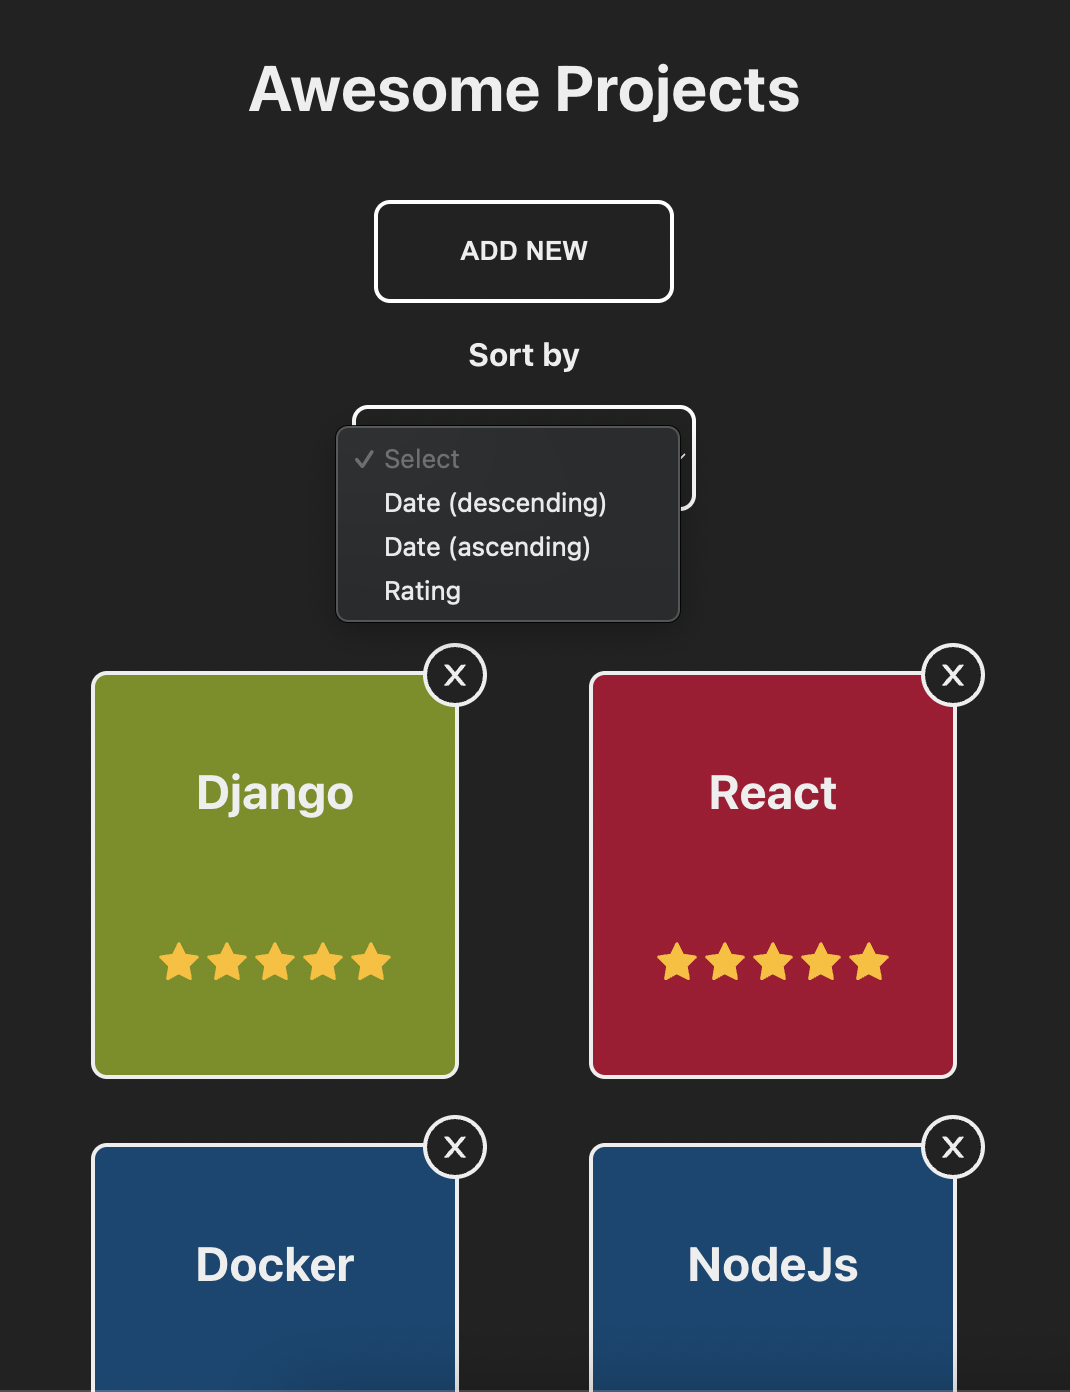 Awesome Projects
ADD NEW
Sort by
Select
Date (descending)
Date (ascending)
Rating
X
X
Django
React
X
X
Docker
NodeJs